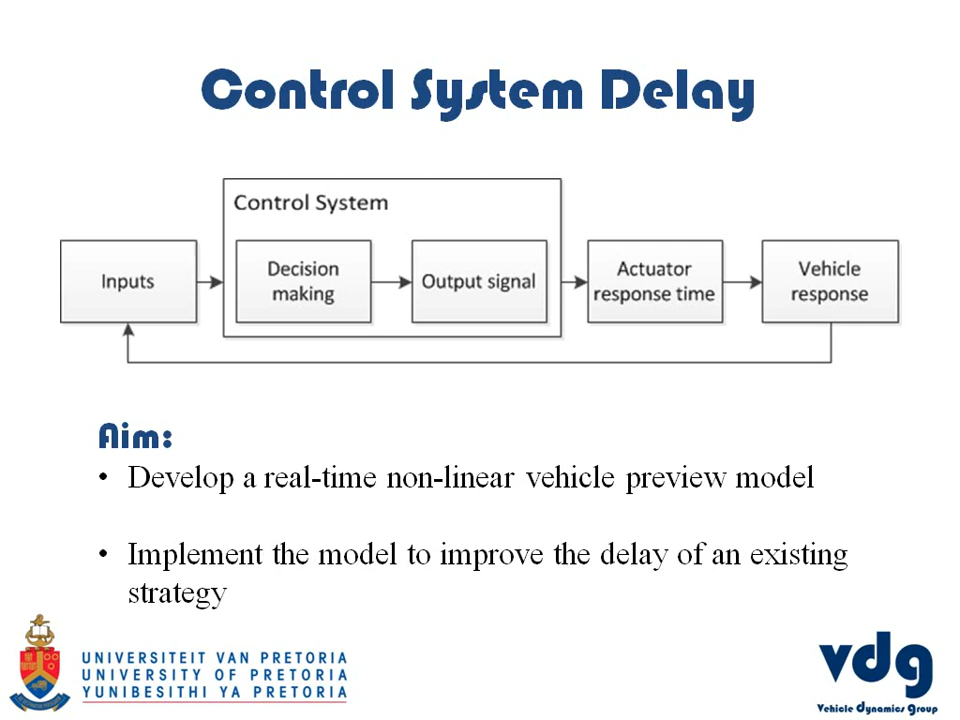 Control System Delay
Control System
Inputs
Decision
making
Output signal
Actuator
response time
Vehicle
response
Aim:
• Develop a real-time non-linear vehicle preview model
• Implement the model to improve the delay of an existing
strategy
UNIVERSITEIT VAN PRETORIA
UNIVERSITY OF PRETORIA
YUNIBESITHI YA PRETORIA
vdg
Vehicle dynamics Group